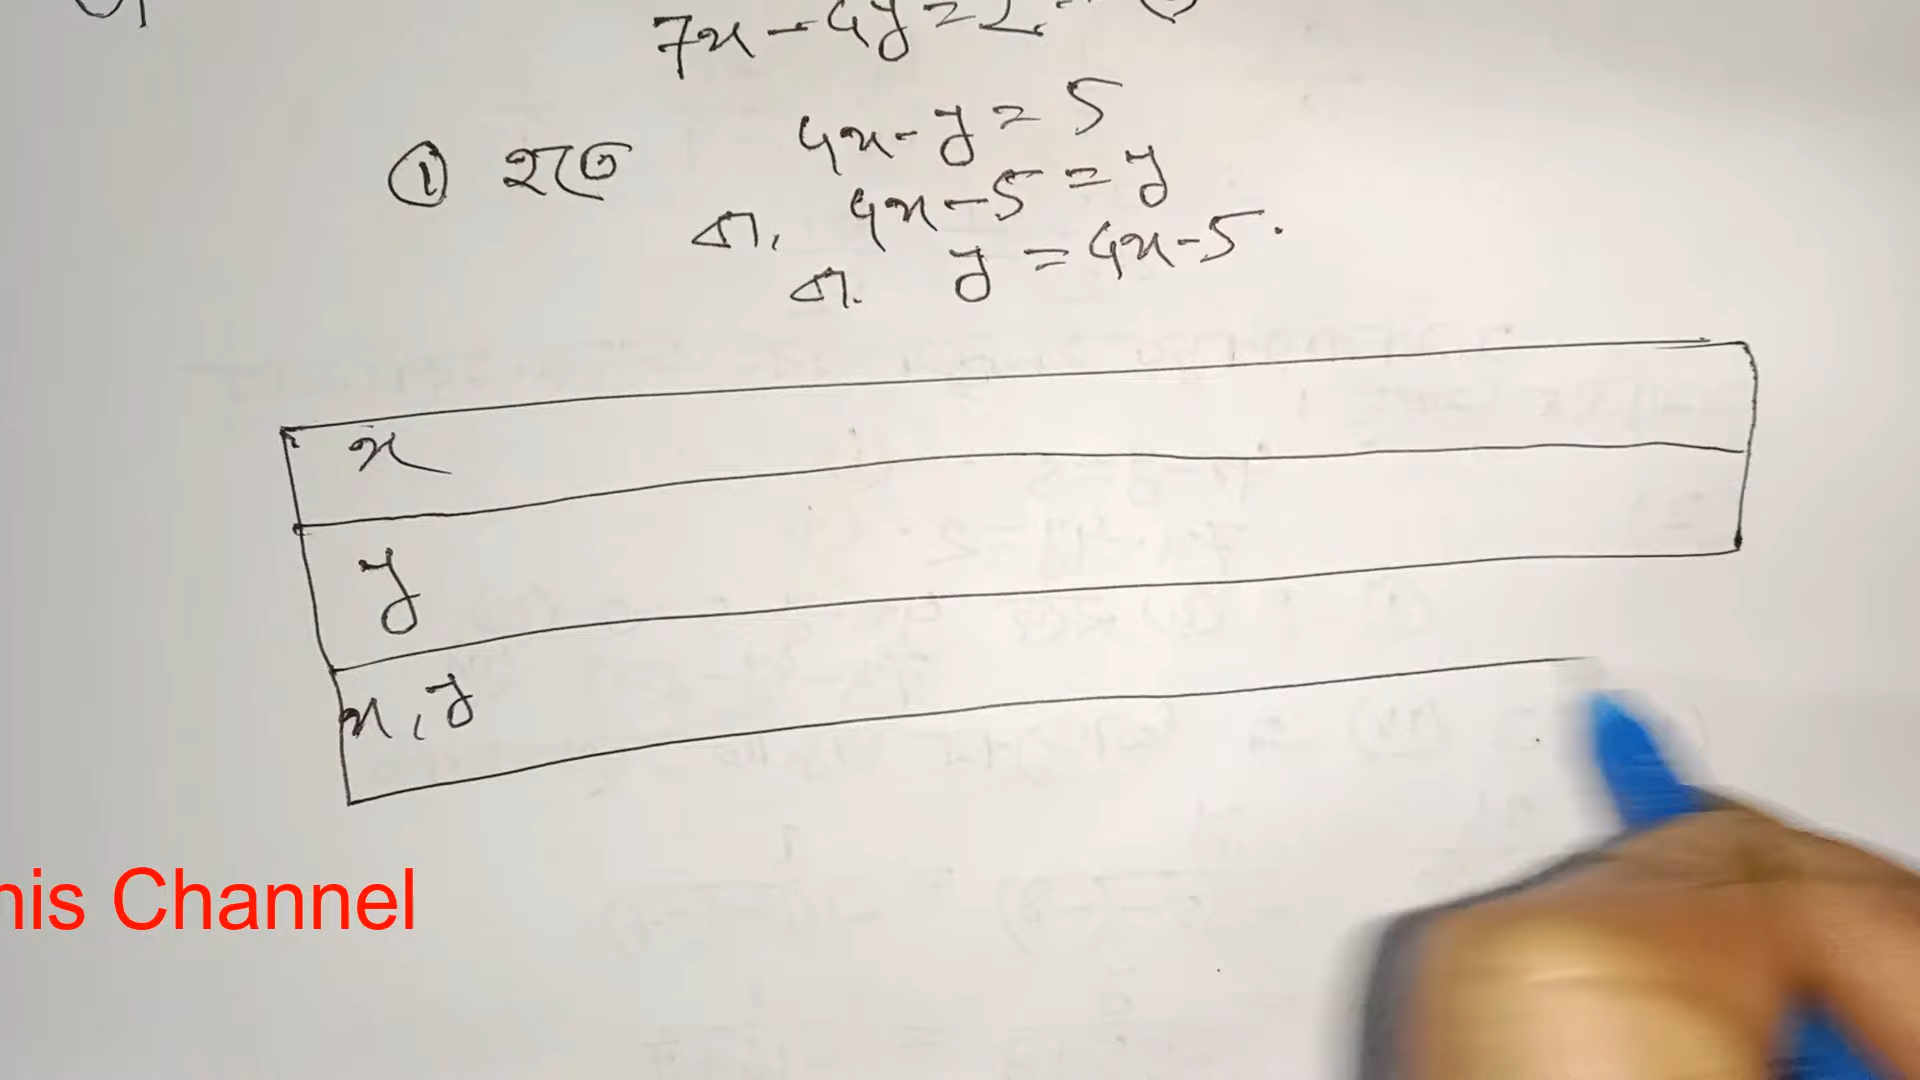 7x - 4y = 2.
① হতে 4x - y = 5
বা, 4x - 5 = y
বা. y = 4x - 5.
x
y
x, y
his Channel